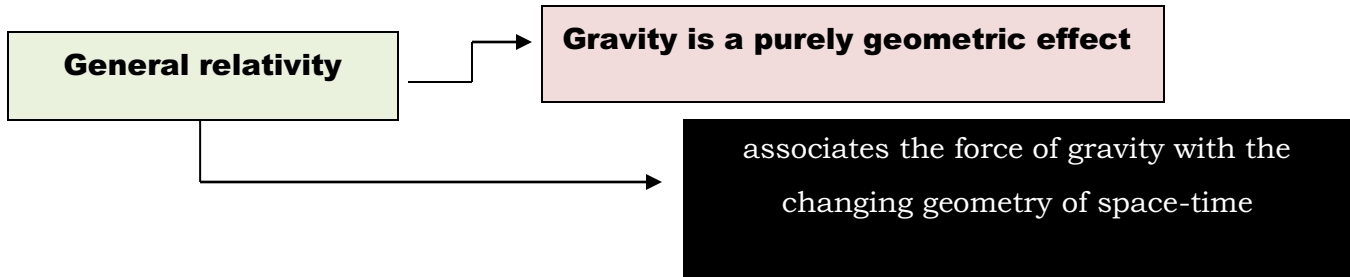 Gravity is a purely geometric effect
General relativity
associates the force of gravity with the
changing geometry of space-time